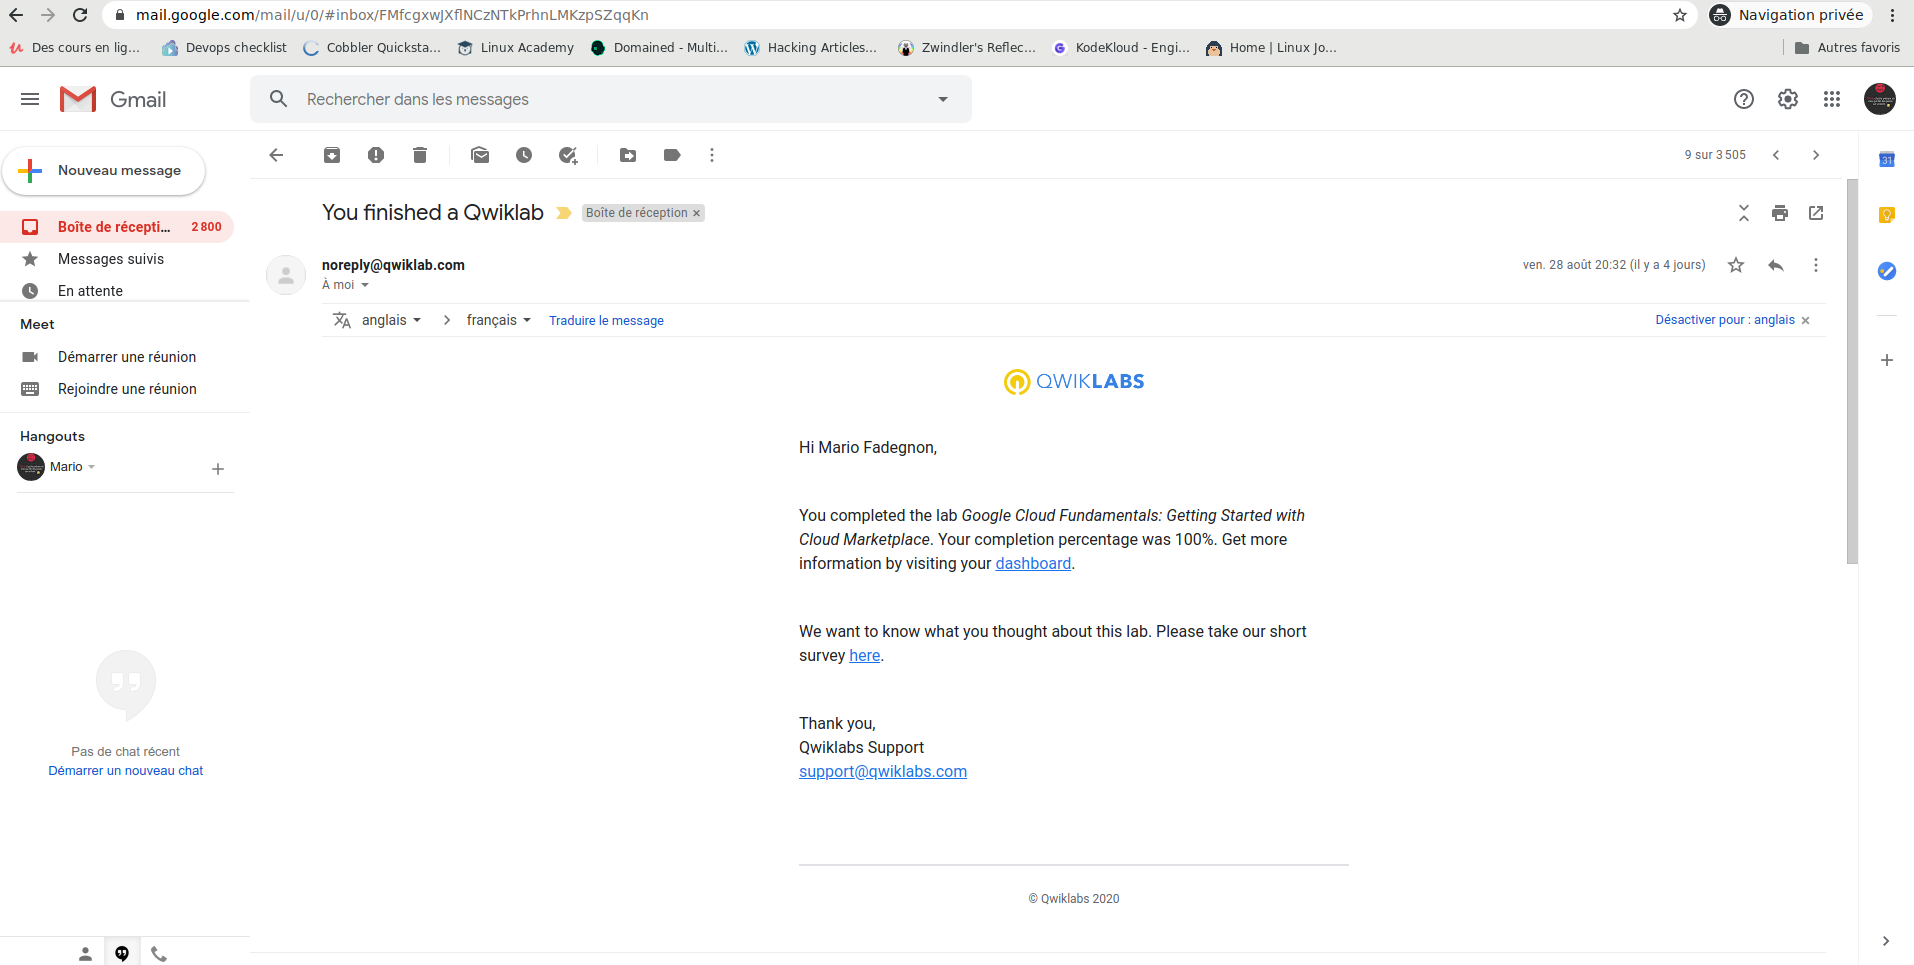 mail.google.com/mail/u/0/#inbox/FMfcgxwJXflNCzNTkPrhnLMKzpSZqqKn
Navigation privée
Des cours en lig...
Devops checklist
Cobbler Quicksta...
Linux Academy
Domained - Multi...
Hacking Articles...
Zwindler's Reflec...
KodeKloud - Engi...
Home | Linux Jo...
Autres favoris
Gmail
Rechercher dans les messages
Nouveau message
9 sur 3 505
31
Boîte de récepti... 2 800
Messages suivis
En attente
Meet
Démarrer une réunion
Rejoindre une réunion
Hangouts
Mario
Pas de chat récent
Démarrer un nouveau chat
You finished a Qwiklab
Boîte de réception ×
noreply@qwiklab.com
ven. 28 août 20:32 (il y a 4 jours)
À moi
anglais > français Traduire le message
Désactiver pour : anglais ×
QWIKLABS
Hi Mario Fadegnon,
You completed the lab Google Cloud Fundamentals: Getting Started with
Cloud Marketplace. Your completion percentage was 100%. Get more
information by visiting your dashboard.
We want to know what you thought about this lab. Please take our short
survey here.
Thank you,
Qwiklabs Support
support@qwiklabs.com
© Qwiklabs 2020